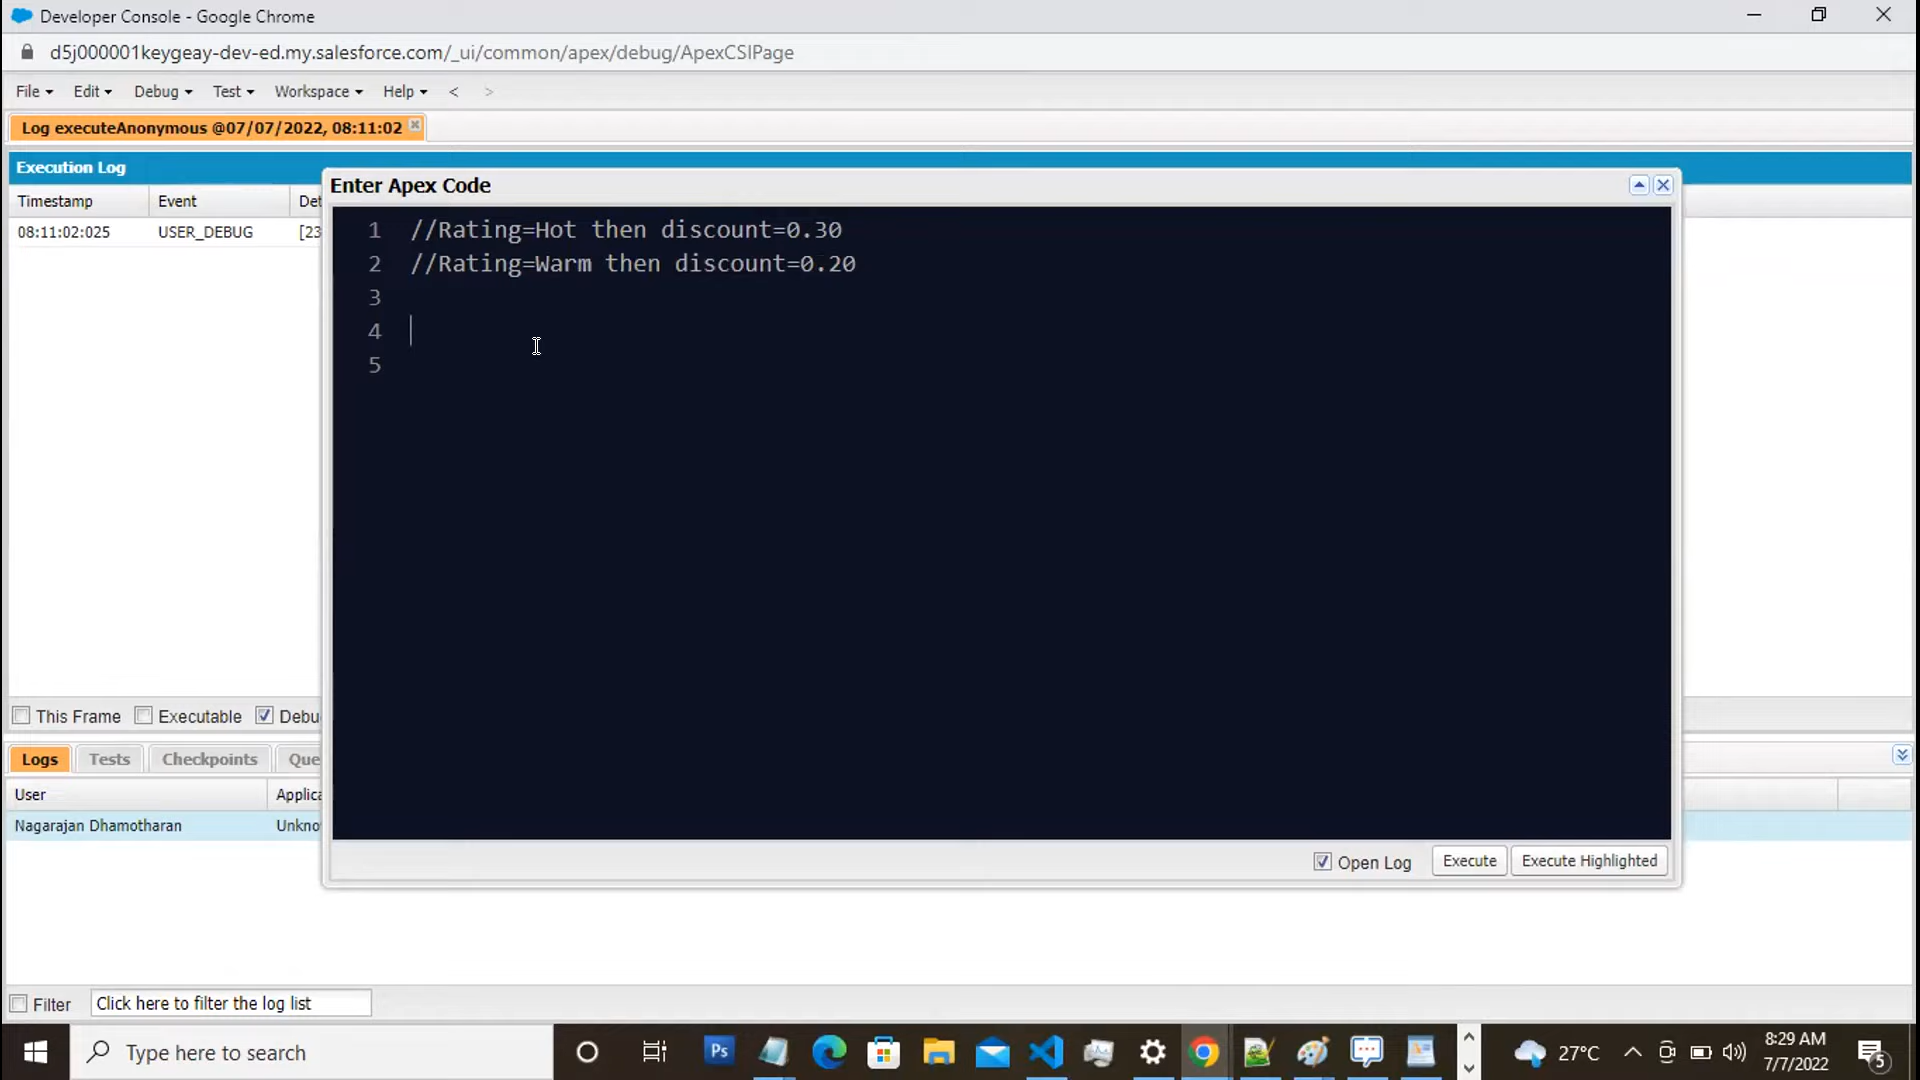 Developer Console - Google Chrome
d5j000001keygeay-dev-ed.my.salesforce.com/_ui/common/apex/debug/ApexCSIPage
File Edit Debug Test Workspace Help < >
Log executeAnonymous @07/07/2022, 08:11:02
Execution Log
Timestamp Event Det
08:11:02:025 USER_DEBUG [23
Enter Apex Code
1 //Rating=Hot then discount=0.30
2 //Rating=Warm then discount=0.20
3
4
5
This Frame Executable Debu
Open Log Execute Execute Highlighted
Logs Tests Checkpoints Que
User Applica
Nagarajan Dhamotharan Unkno
Filter Click here to filter the log list
Type here to search
Ps
27°C
8:29 AM
7/7/2022
5